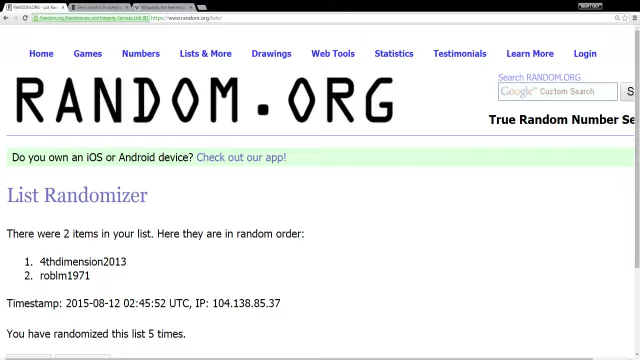 https://www.random.org/lists/
Home Games Numbers Lists & More Drawings Web Tools Statistics Testimonials Learn More Login
RANDOM.ORG
Search RANDOM.ORG
Google Custom Search S
True Random Number Se
Do you own an iOS or Android device? Check out our app!
List Randomizer
There were 2 items in your list. Here they are in random order:
1. 4thdimension2013
2. roblm1971
Timestamp: 2015-08-12 02:45:52 UTC, IP: 104.138.85.37
You have randomized this list 5 times.